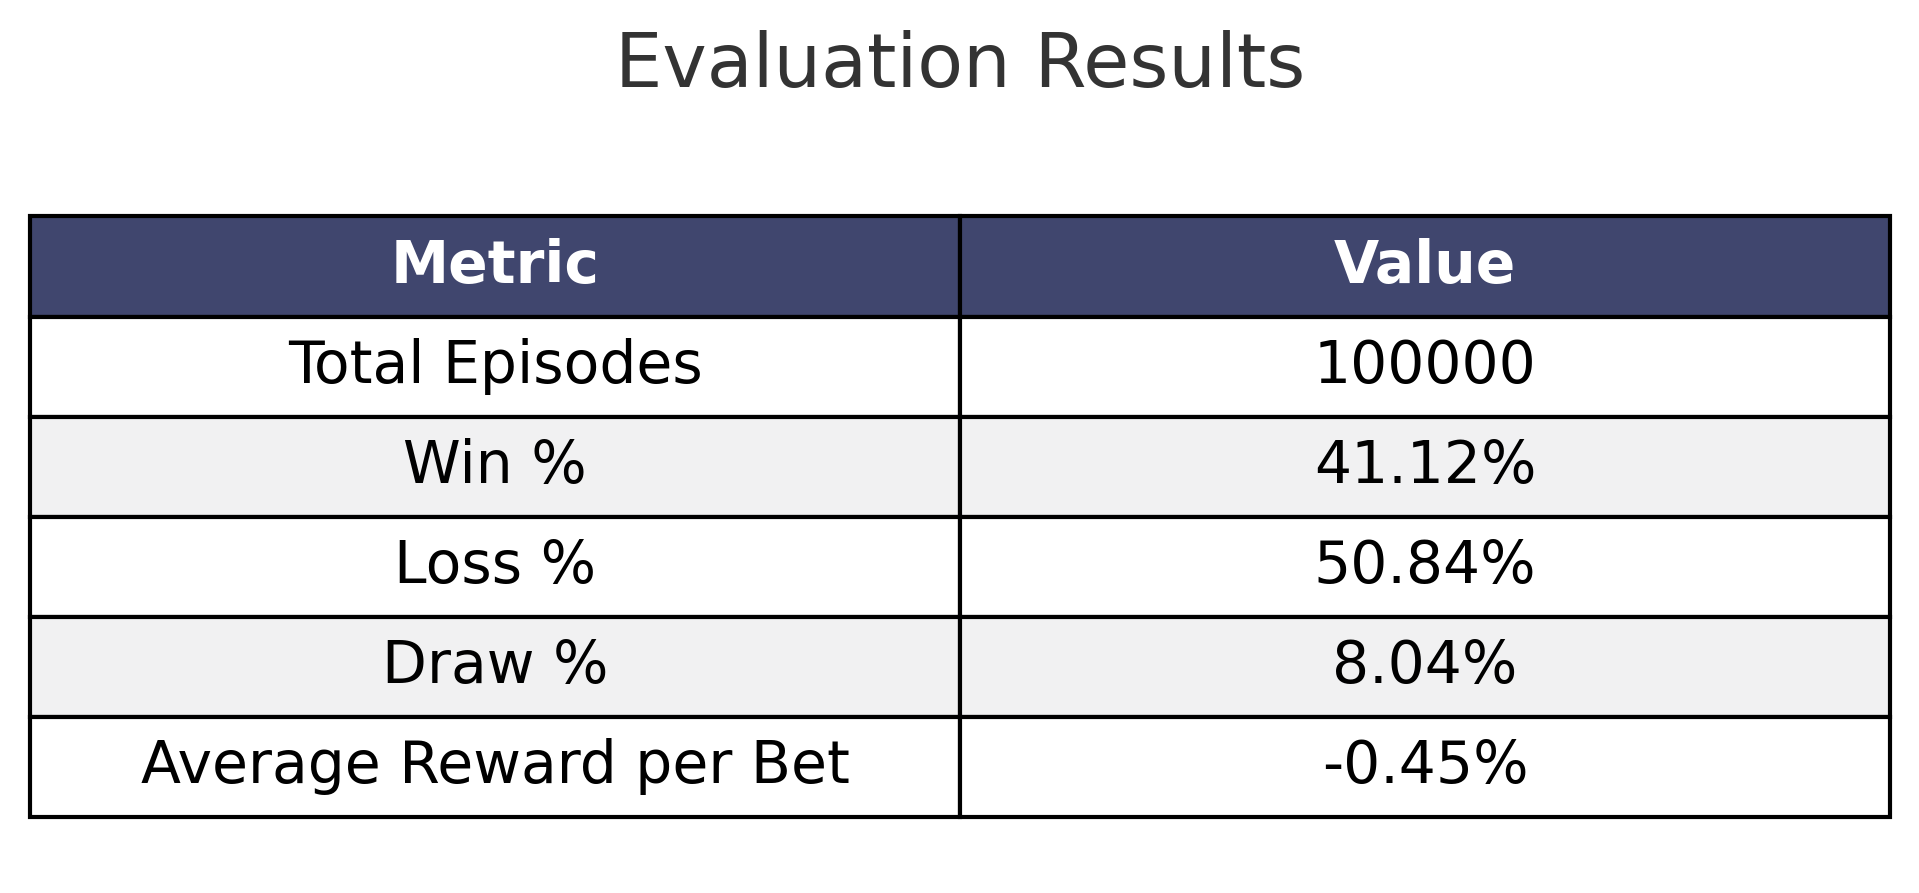 Evaluation Results
Metric Value
Total Episodes 100000
Win % 41.12%
Loss % 50.84%
Draw % 8.04%
Average Reward per Bet -0.45%